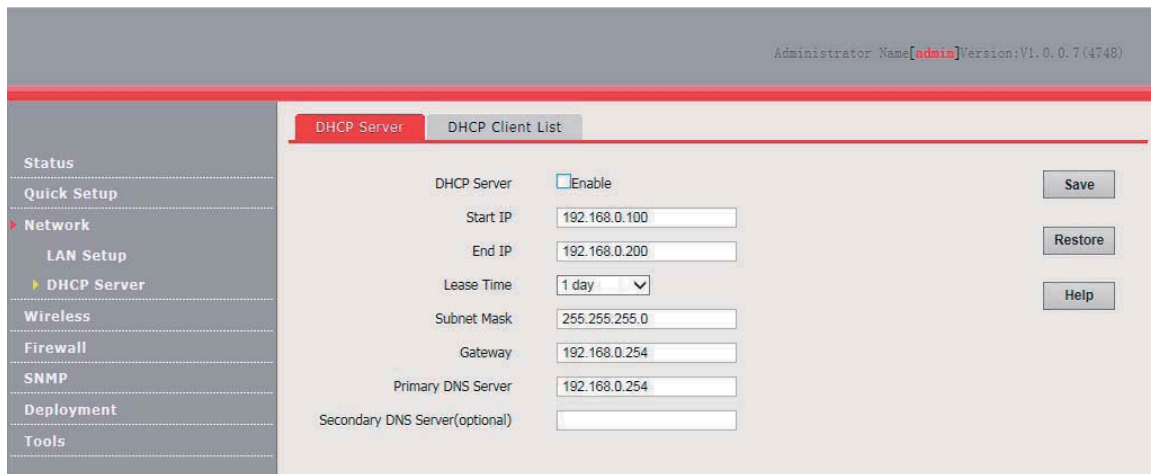 Administrator Name[admin]Version:V1.0.0.7(4748)
DHCP Server
DHCP Client List
Status
Quick Setup
Network
LAN Setup
DHCP Server
Wireless
Firewall
SNMP
Deployment
Tools
DHCP Server Enable
Start IP 192.168.0.100
End IP 192.168.0.200
Lease Time 1 day
Subnet Mask 255.255.255.0
Gateway 192.168.0.254
Primary DNS Server 192.168.0.254
Secondary DNS Server(optional)
Save
Restore
Help